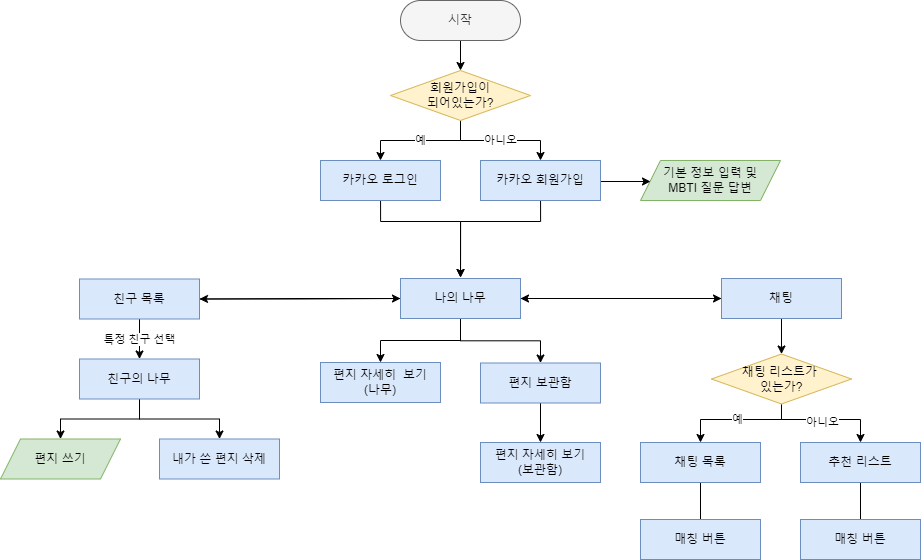 시작
회원가입이
되어있는가?
예
아니오
카카오 로그인
카카오 회원가입
기본 정보 입력 및
MBTI 질문 답변
친구 목록
나의 나무
채팅
특정 친구 선택
친구의 나무
편지 자세히 보기
(나무)
편지 보관함
채팅 리스트가
있는가?
예
아니오
편지 쓰기
내가 쓴 편지 삭제
편지 자세히 보기
(보관함)
채팅 목록
추천 리스트
매칭 버튼
매칭 버튼